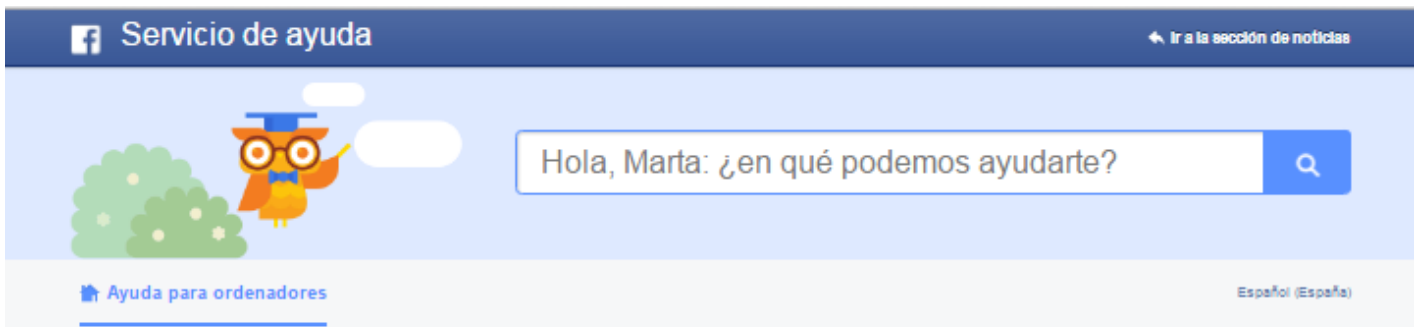 Servicio de ayuda
Ir a la sección de noticias
Hola, Marta: ¿en qué podemos ayudarte?
Ayuda para ordenadores
Español (España)